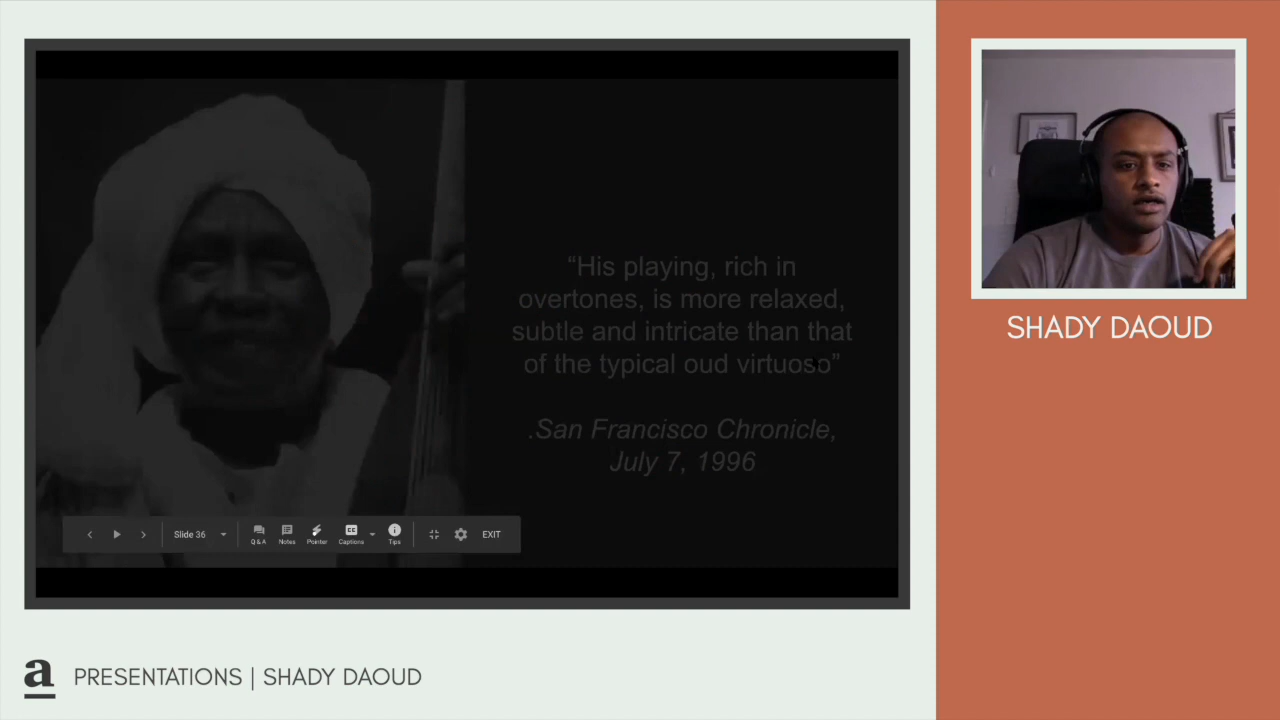 “His playing, rich in
overtones, is more relaxed,
subtle and intricate than that
of the typical oud virtuoso”
.San Francisco Chronicle,
July 7, 1996
Slide 36
Q & A
Notes
Pointer
CC
Captions
Tips
EXIT
SHADY DAOUD
a
PRESENTATIONS | SHADY DAOUD